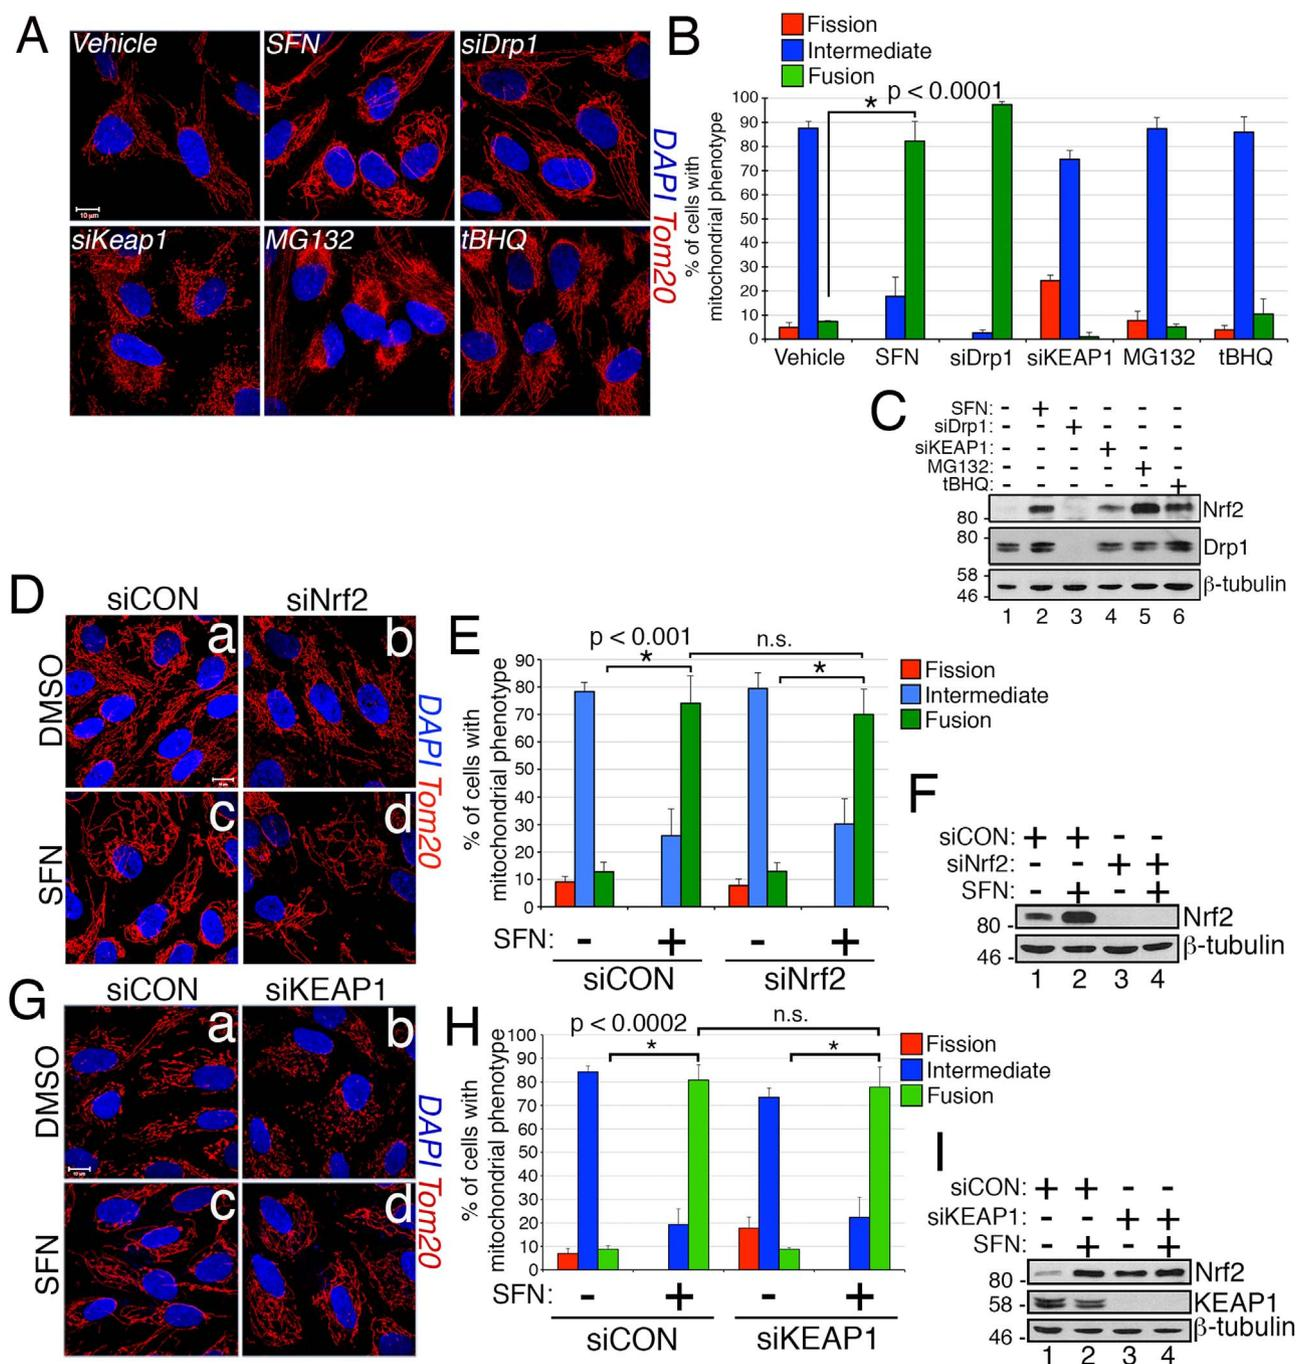 A
Vehicle
SFN
siDrp1
siKeap1
MG132
tBHQ
10 µm
DAPI Tom20
B
Fission
Intermediate
Fusion
* p < 0.0001
% of cells with
mitochondrial phenotype
100
90
80
70
60
50
40
30
20
10
0
Vehicle SFN siDrp1 siKEAP1 MG132 tBHQ
C
SFN: - + - - - -
siDrp1: - - + - - -
siKEAP1: - - - + - -
MG132: - - - - + -
tBHQ: - - - - - +
80 - Nrf2
80 - Drp1
58 -
46 - β-tubulin
1 2 3 4 5 6
D
siCON siNrf2
DMSO
SFN
a
b
c
d
DAPI Tom20
E
p < 0.001
n.s.
*
*
Fission
Intermediate
Fusion
% of cells with
mitochondrial phenotype
90
80
70
60
50
40
30
20
10
0
SFN: - + - +
siCON siNrf2
F
siCON: + + - -
siNrf2: - - + +
SFN: - + - +
80 - Nrf2
46 - β-tubulin
1 2 3 4
G
siCON siKEAP1
DMSO
SFN
a
b
c
d
DAPI Tom20
H
p < 0.0002
n.s.
*
*
Fission
Intermediate
Fusion
% of cells with
mitochondrial phenotype
100
90
80
70
60
50
40
30
20
10
0
SFN: - + - +
siCON siKEAP1
I
siCON: + + - -
siKEAP1: - - + +
SFN: - + - +
80 - Nrf2
58 - KEAP1
46 - β-tubulin
1 2 3 4